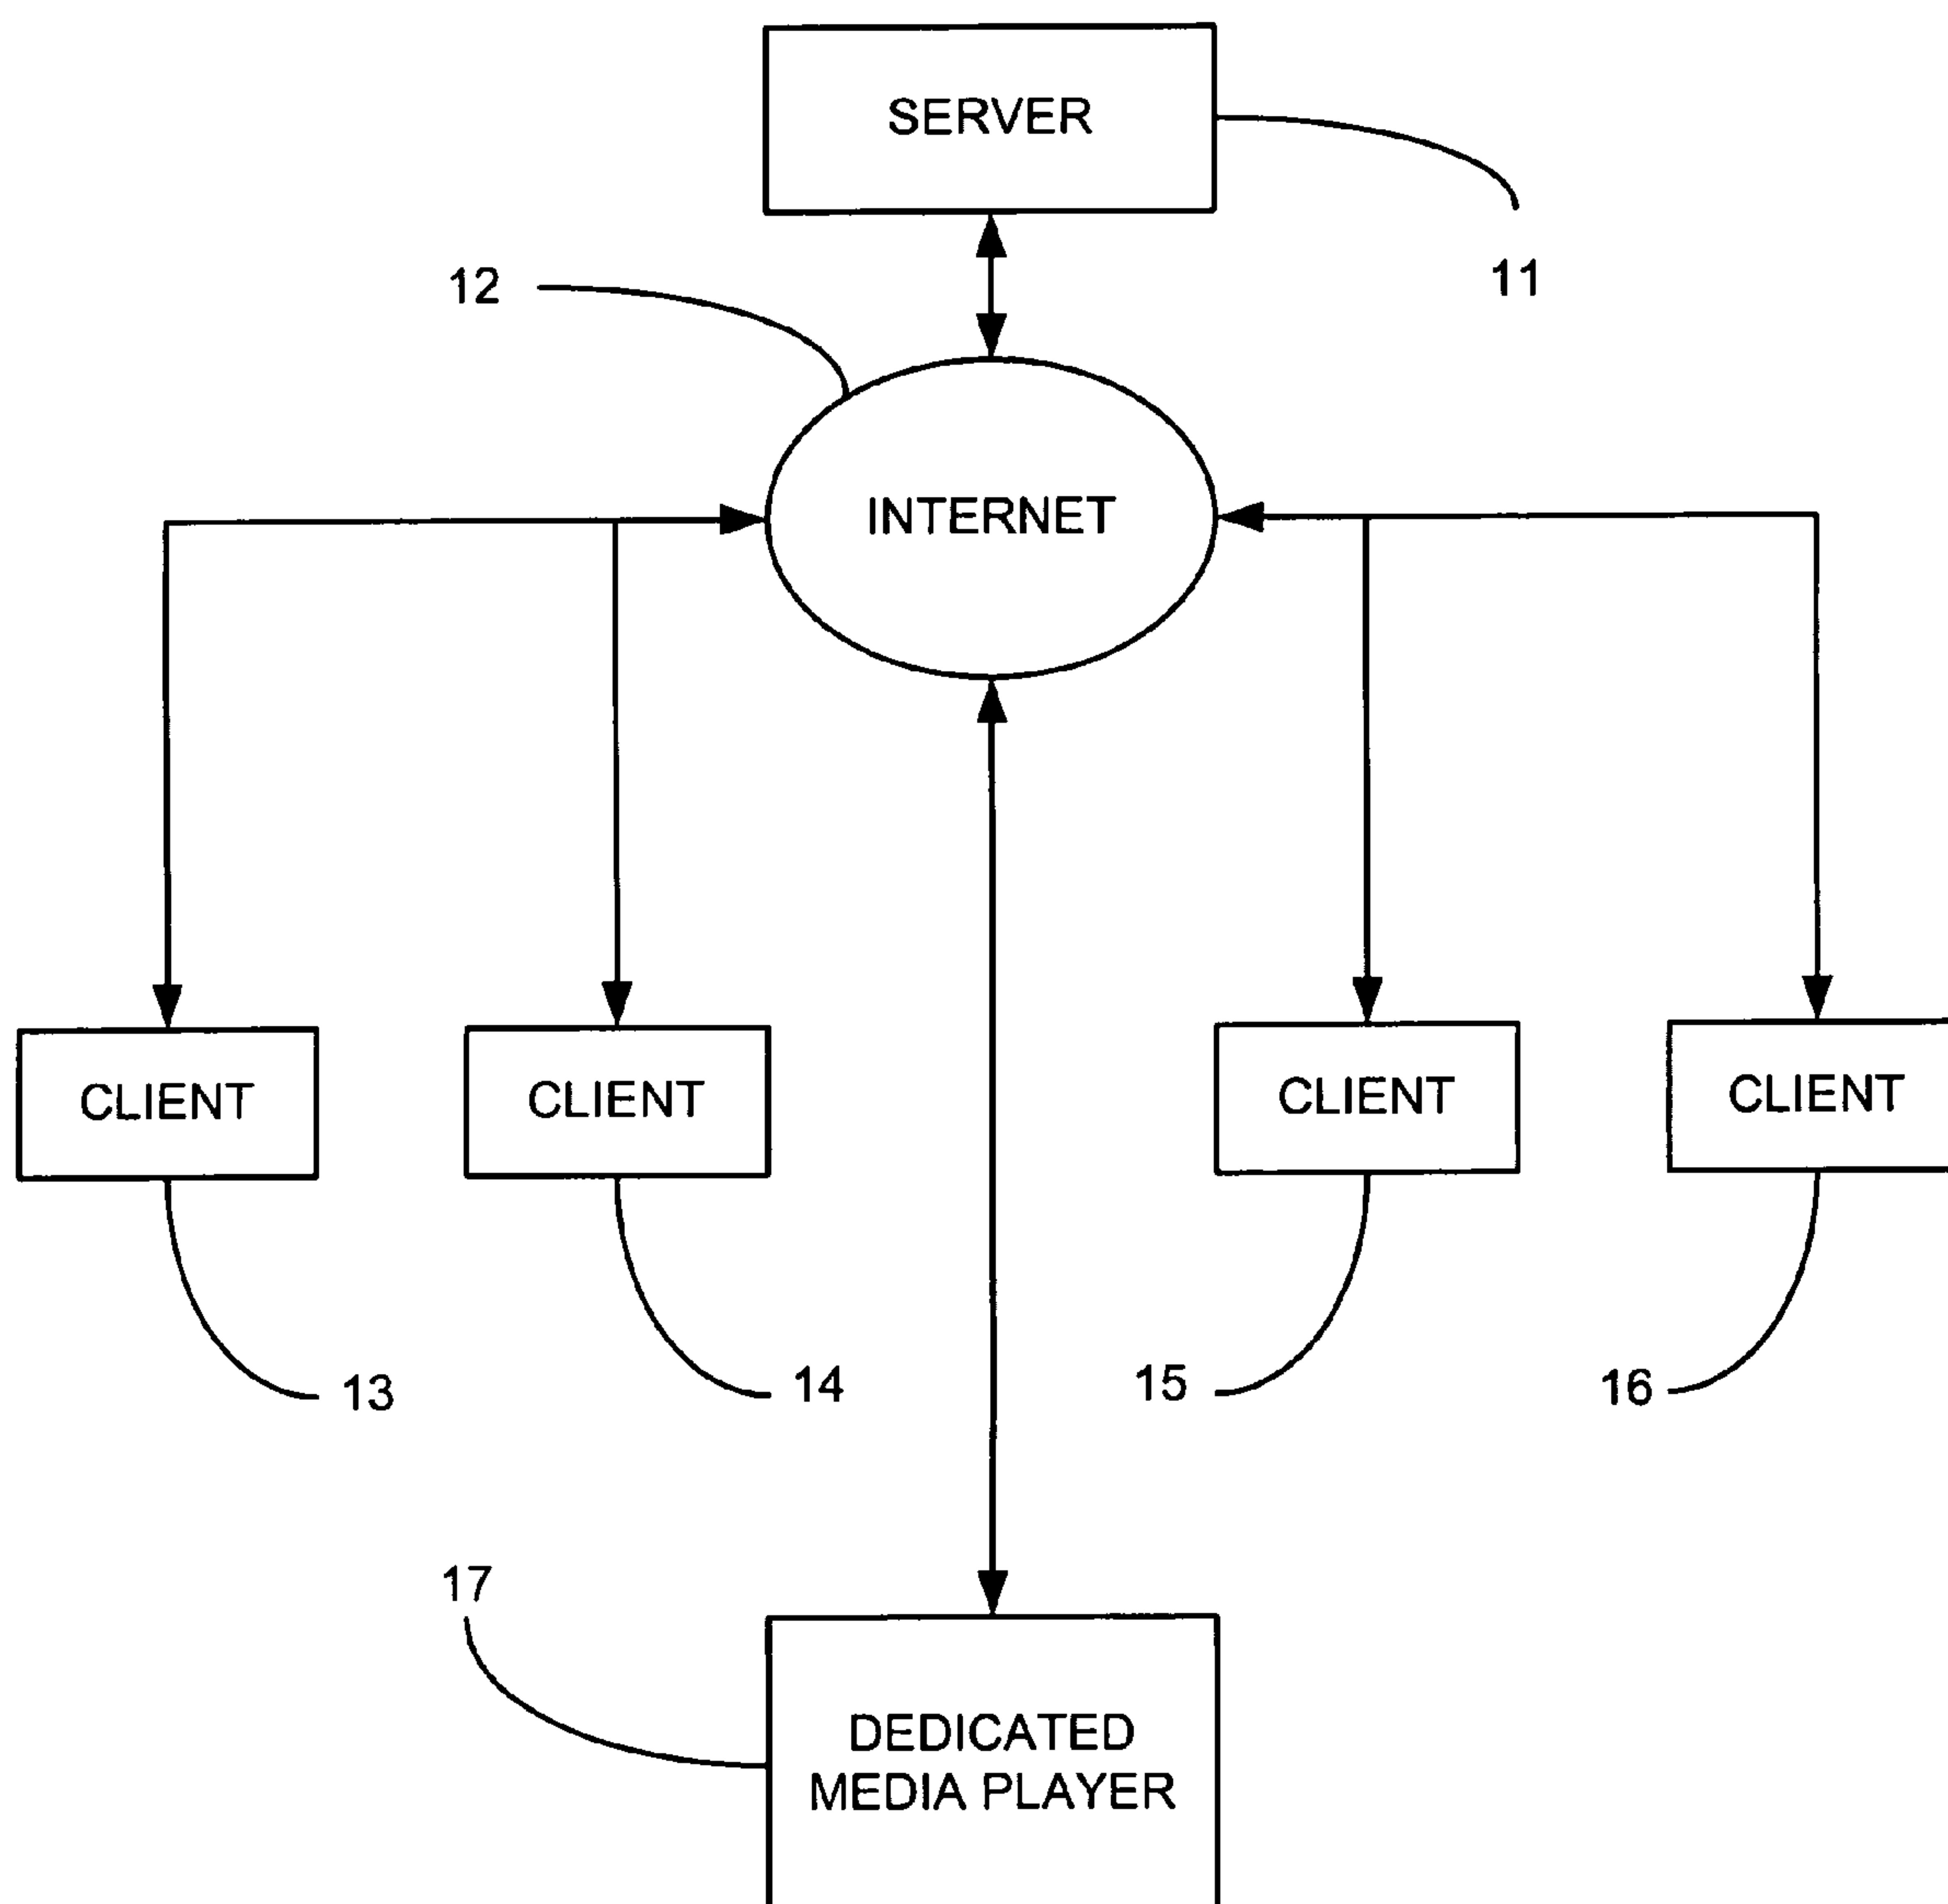 SERVER
11
12
INTERNET
CLIENT
CLIENT
CLIENT
CLIENT
13
14
15
16
17
DEDICATED
MEDIA PLAYER